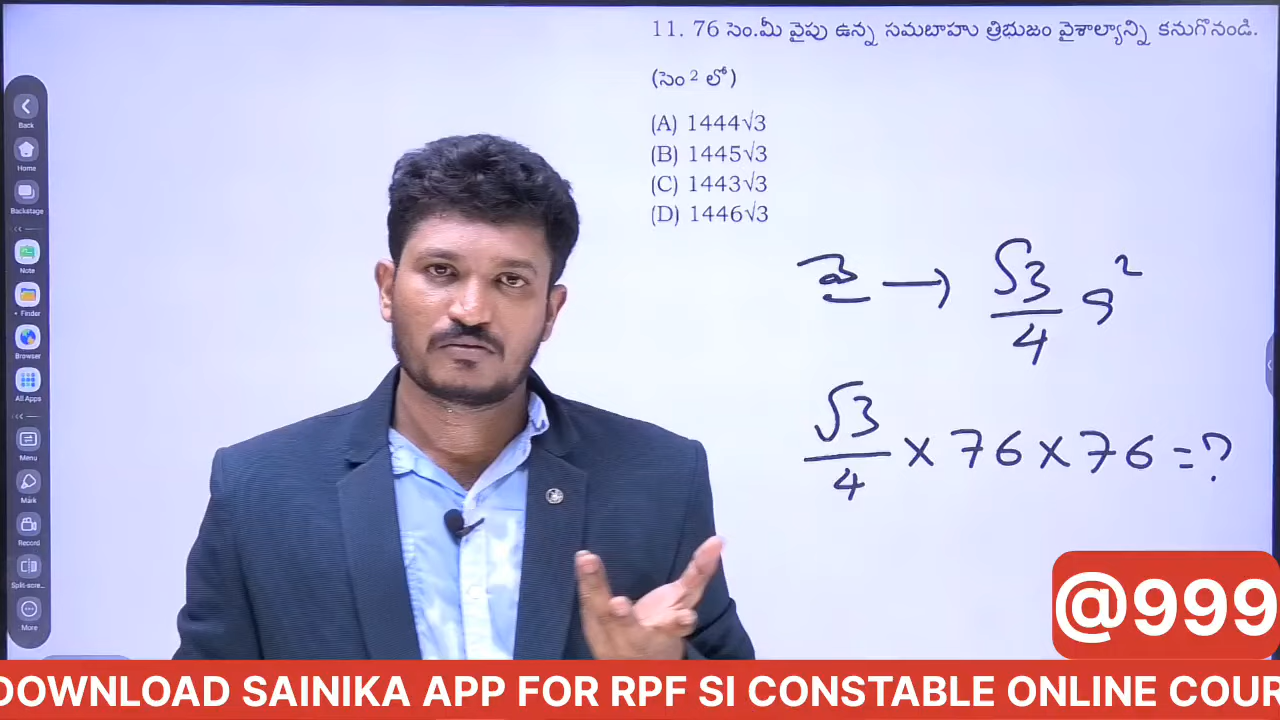 11. 76 సెం.మీ వైపు ఉన్న సమబాహు త్రిభుజం వైశాల్యాన్ని కనుగొనండి.
(సెం 2 లో)
(A) 1444√3
(B) 1445√3
(C) 1443√3
(D) 1446√3
వై → √3/4 a²
√3/4 × 76 × 76 = ?
Back
Home
Backstage
Note
Finder
Browser
All Apps
Menu
Mark
Record
Split-scre..
More
@999
DOWNLOAD SAINIKA APP FOR RPF SI CONSTABLE ONLINE COUR